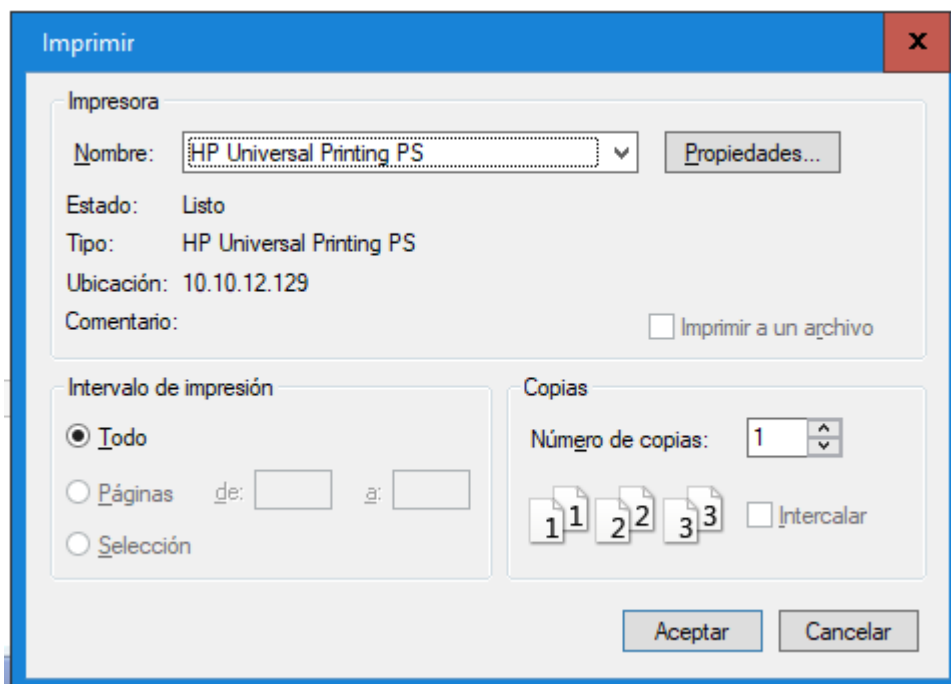 Imprimir
x
Impresora
Nombre: HP Universal Printing PS Propiedades...
Estado: Listo
Tipo: HP Universal Printing PS
Ubicación: 10.10.12.129
Comentario:
Imprimir a un archivo
Intervalo de impresión
Todo
Páginas de: a:
Selección
Copias
Número de copias: 1
1 1 2 2 3 3 Intercalar
Aceptar Cancelar